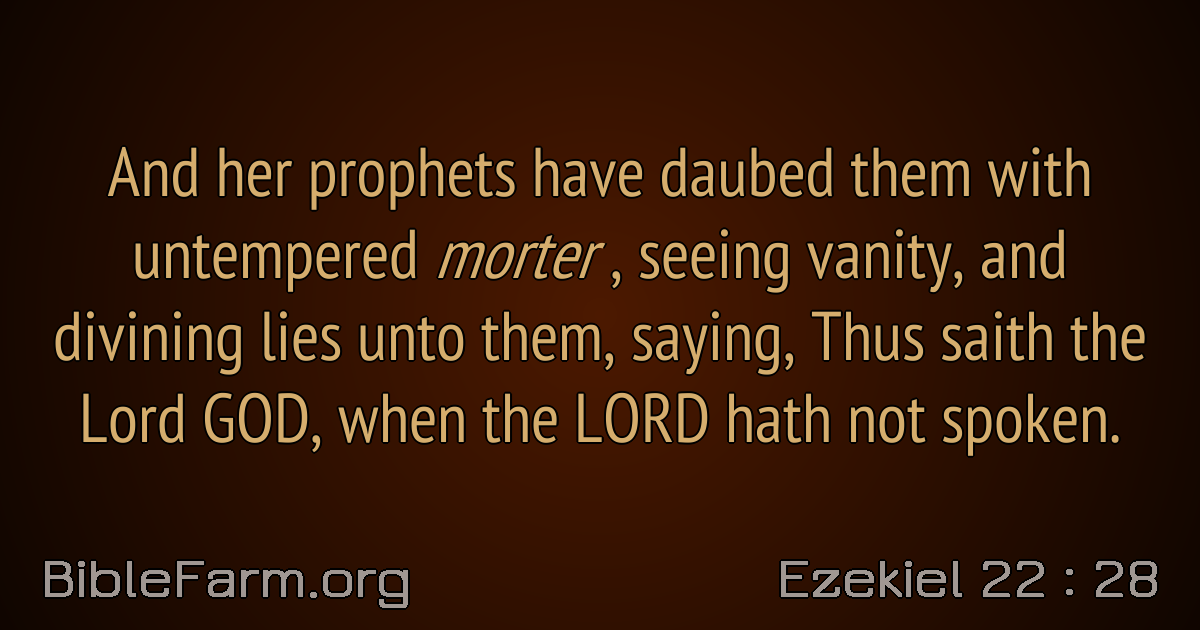 And her prophets have daubed them with
untempered morter , seeing vanity, and
divining lies unto them, saying, Thus saith the
Lord GOD, when the LORD hath not spoken.
BibleFarm.org
Ezekiel 22 : 28